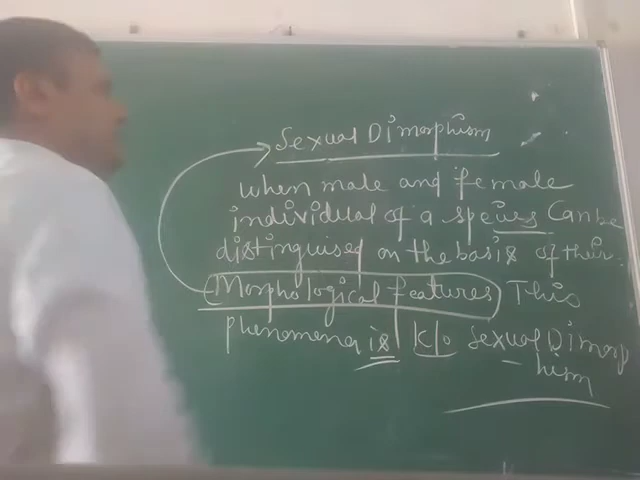 Sexual Dimorphism
when male and female
individual of a species Can be
distinguised on the basis of their
Morphological features This
phenomena is K/o Sexual Dimorp
hism